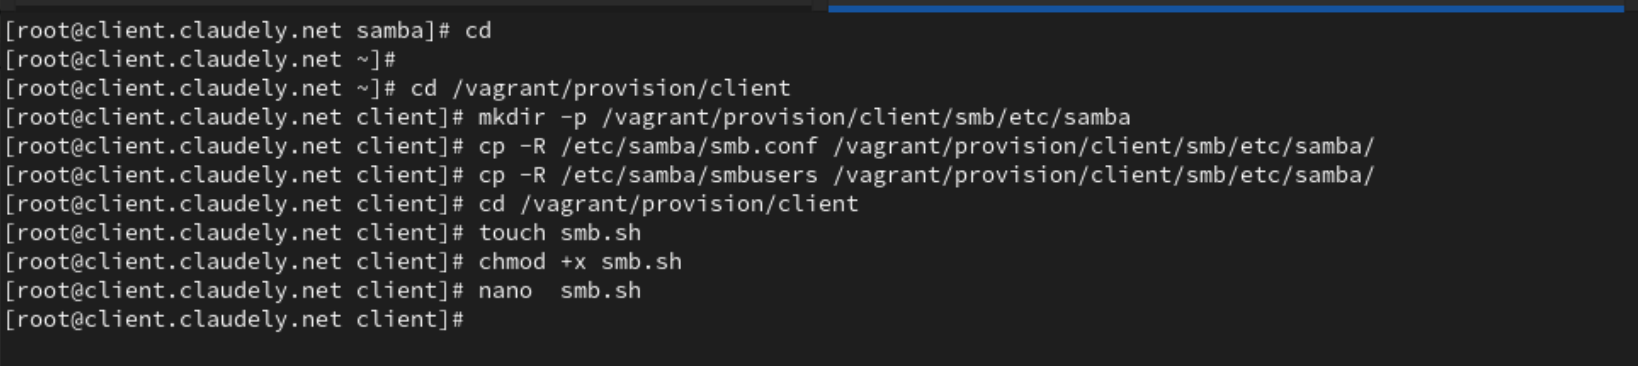 [root@client.claudely.net samba]# cd
[root@client.claudely.net ~]#
[root@client.claudely.net ~]# cd /vagrant/provision/client
[root@client.claudely.net client]# mkdir -p /vagrant/provision/client/smb/etc/samba
[root@client.claudely.net client]# cp -R /etc/samba/smb.conf /vagrant/provision/client/smb/etc/samba/
[root@client.claudely.net client]# cp -R /etc/samba/smbusers /vagrant/provision/client/smb/etc/samba/
[root@client.claudely.net client]# cd /vagrant/provision/client
[root@client.claudely.net client]# touch smb.sh
[root@client.claudely.net client]# chmod +x smb.sh
[root@client.claudely.net client]# nano  smb.sh
[root@client.claudely.net client]#